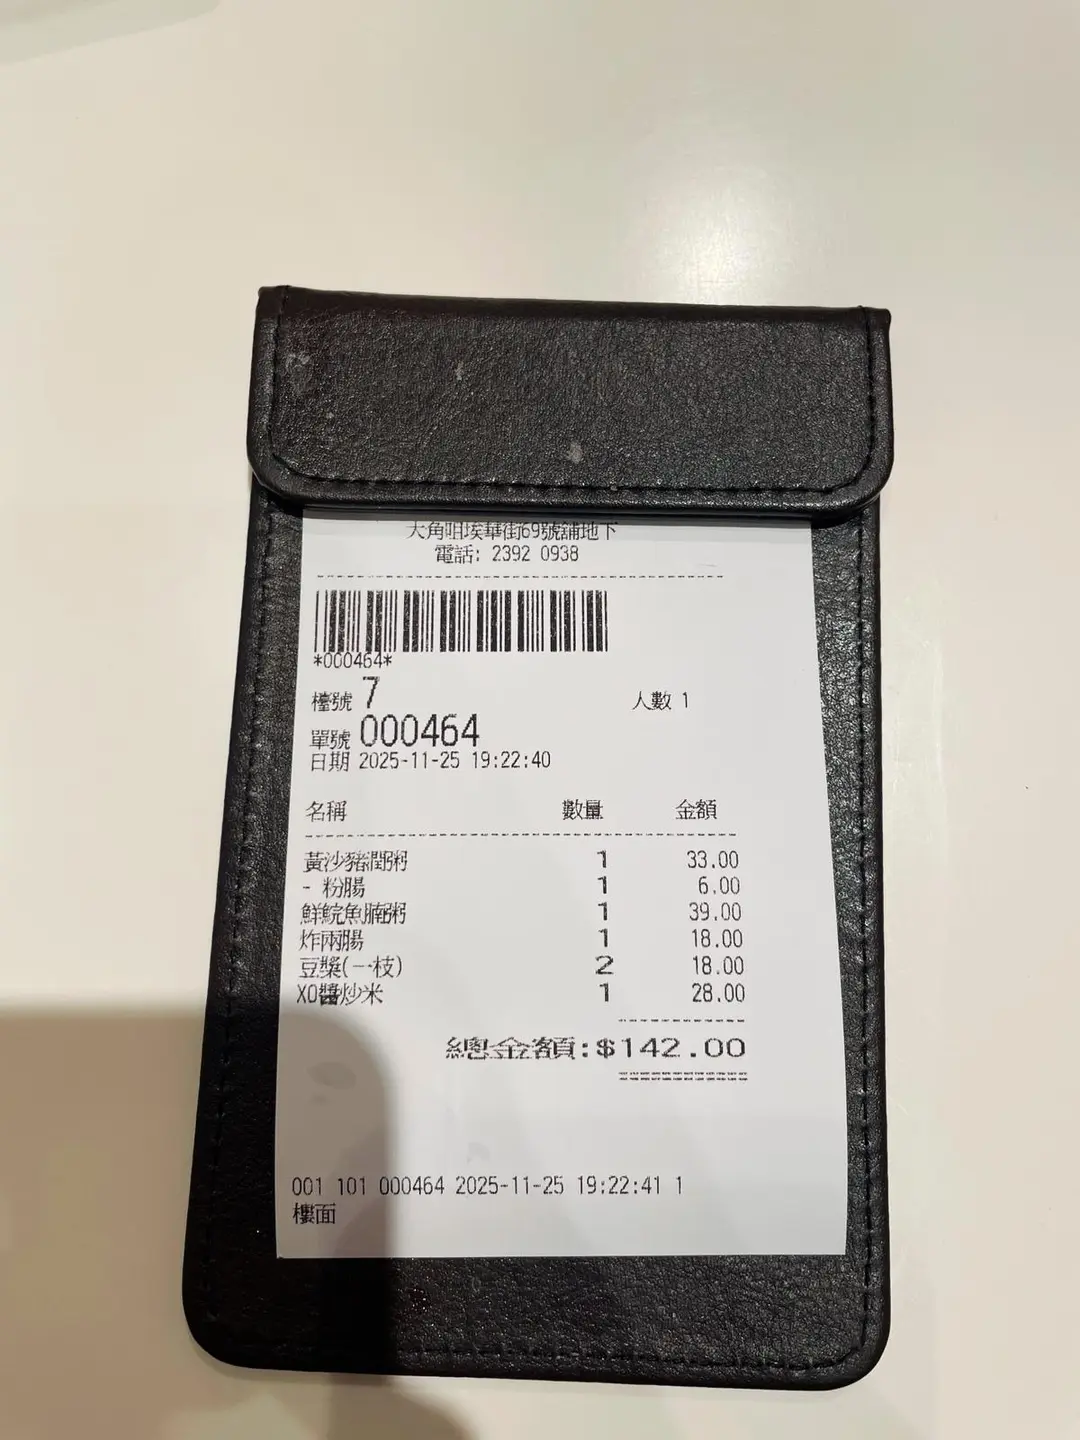 大角咀埃華街69號舖地下
電話: 2392 0938
*000464*
檯號 7 人數 1
單號 000464
日期 2025-11-25 19:22:40
名稱 數量 金額
黃沙豬潤粥 1 33.00
- 粉腸 1 6.00
鮮鯇魚腩粥 1 39.00
炸兩腸 1 18.00
豆漿(一枝) 2 18.00
XO醬炒米 1 28.00
總金額:$142.00
001 101 000464 2025-11-25 19:22:41 1
樓面